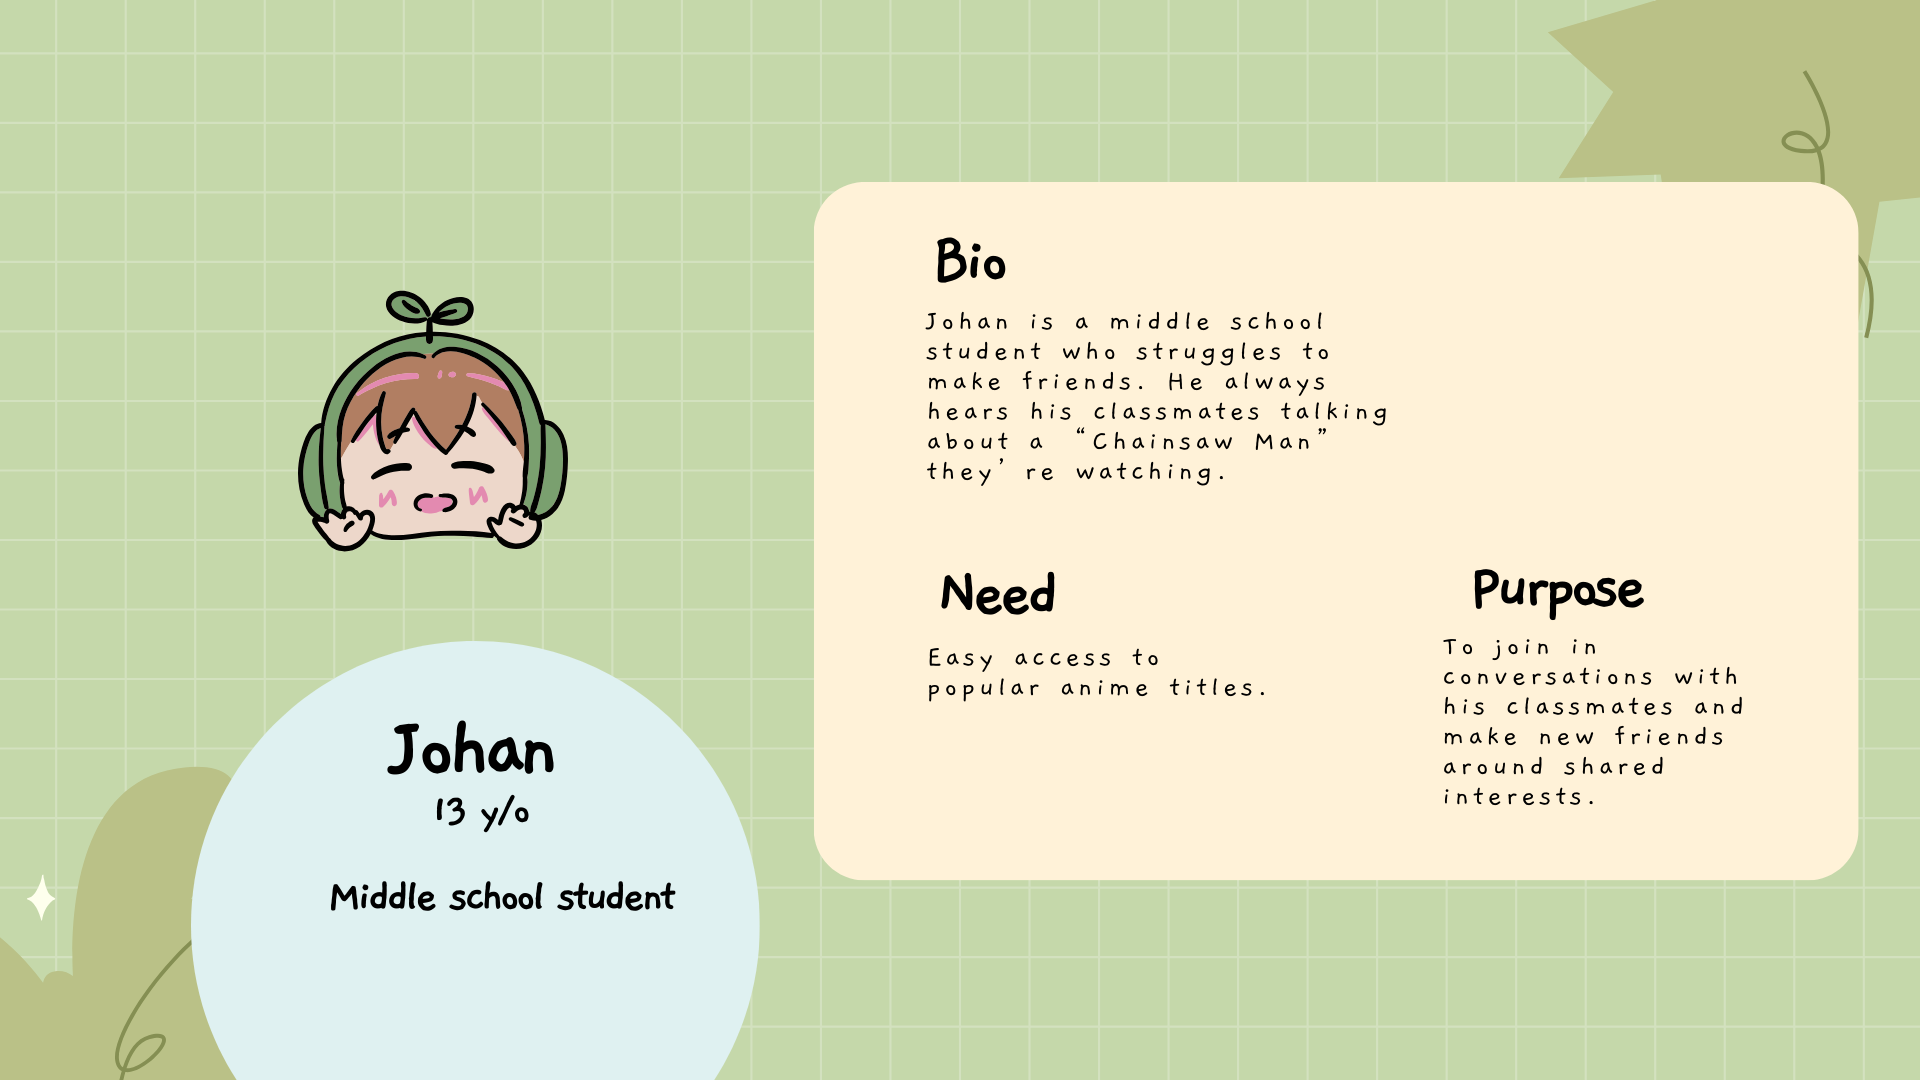 Bio
Johan is a middle school
student who struggles to
make friends. He always
hears his classmates talking
about a “Chainsaw Man”
they’re watching.
Need
Easy access to
popular anime titles.
Purpose
To join in
conversations with
his classmates and
make new friends
around shared
interests.
Johan
13 y/o
Middle school student